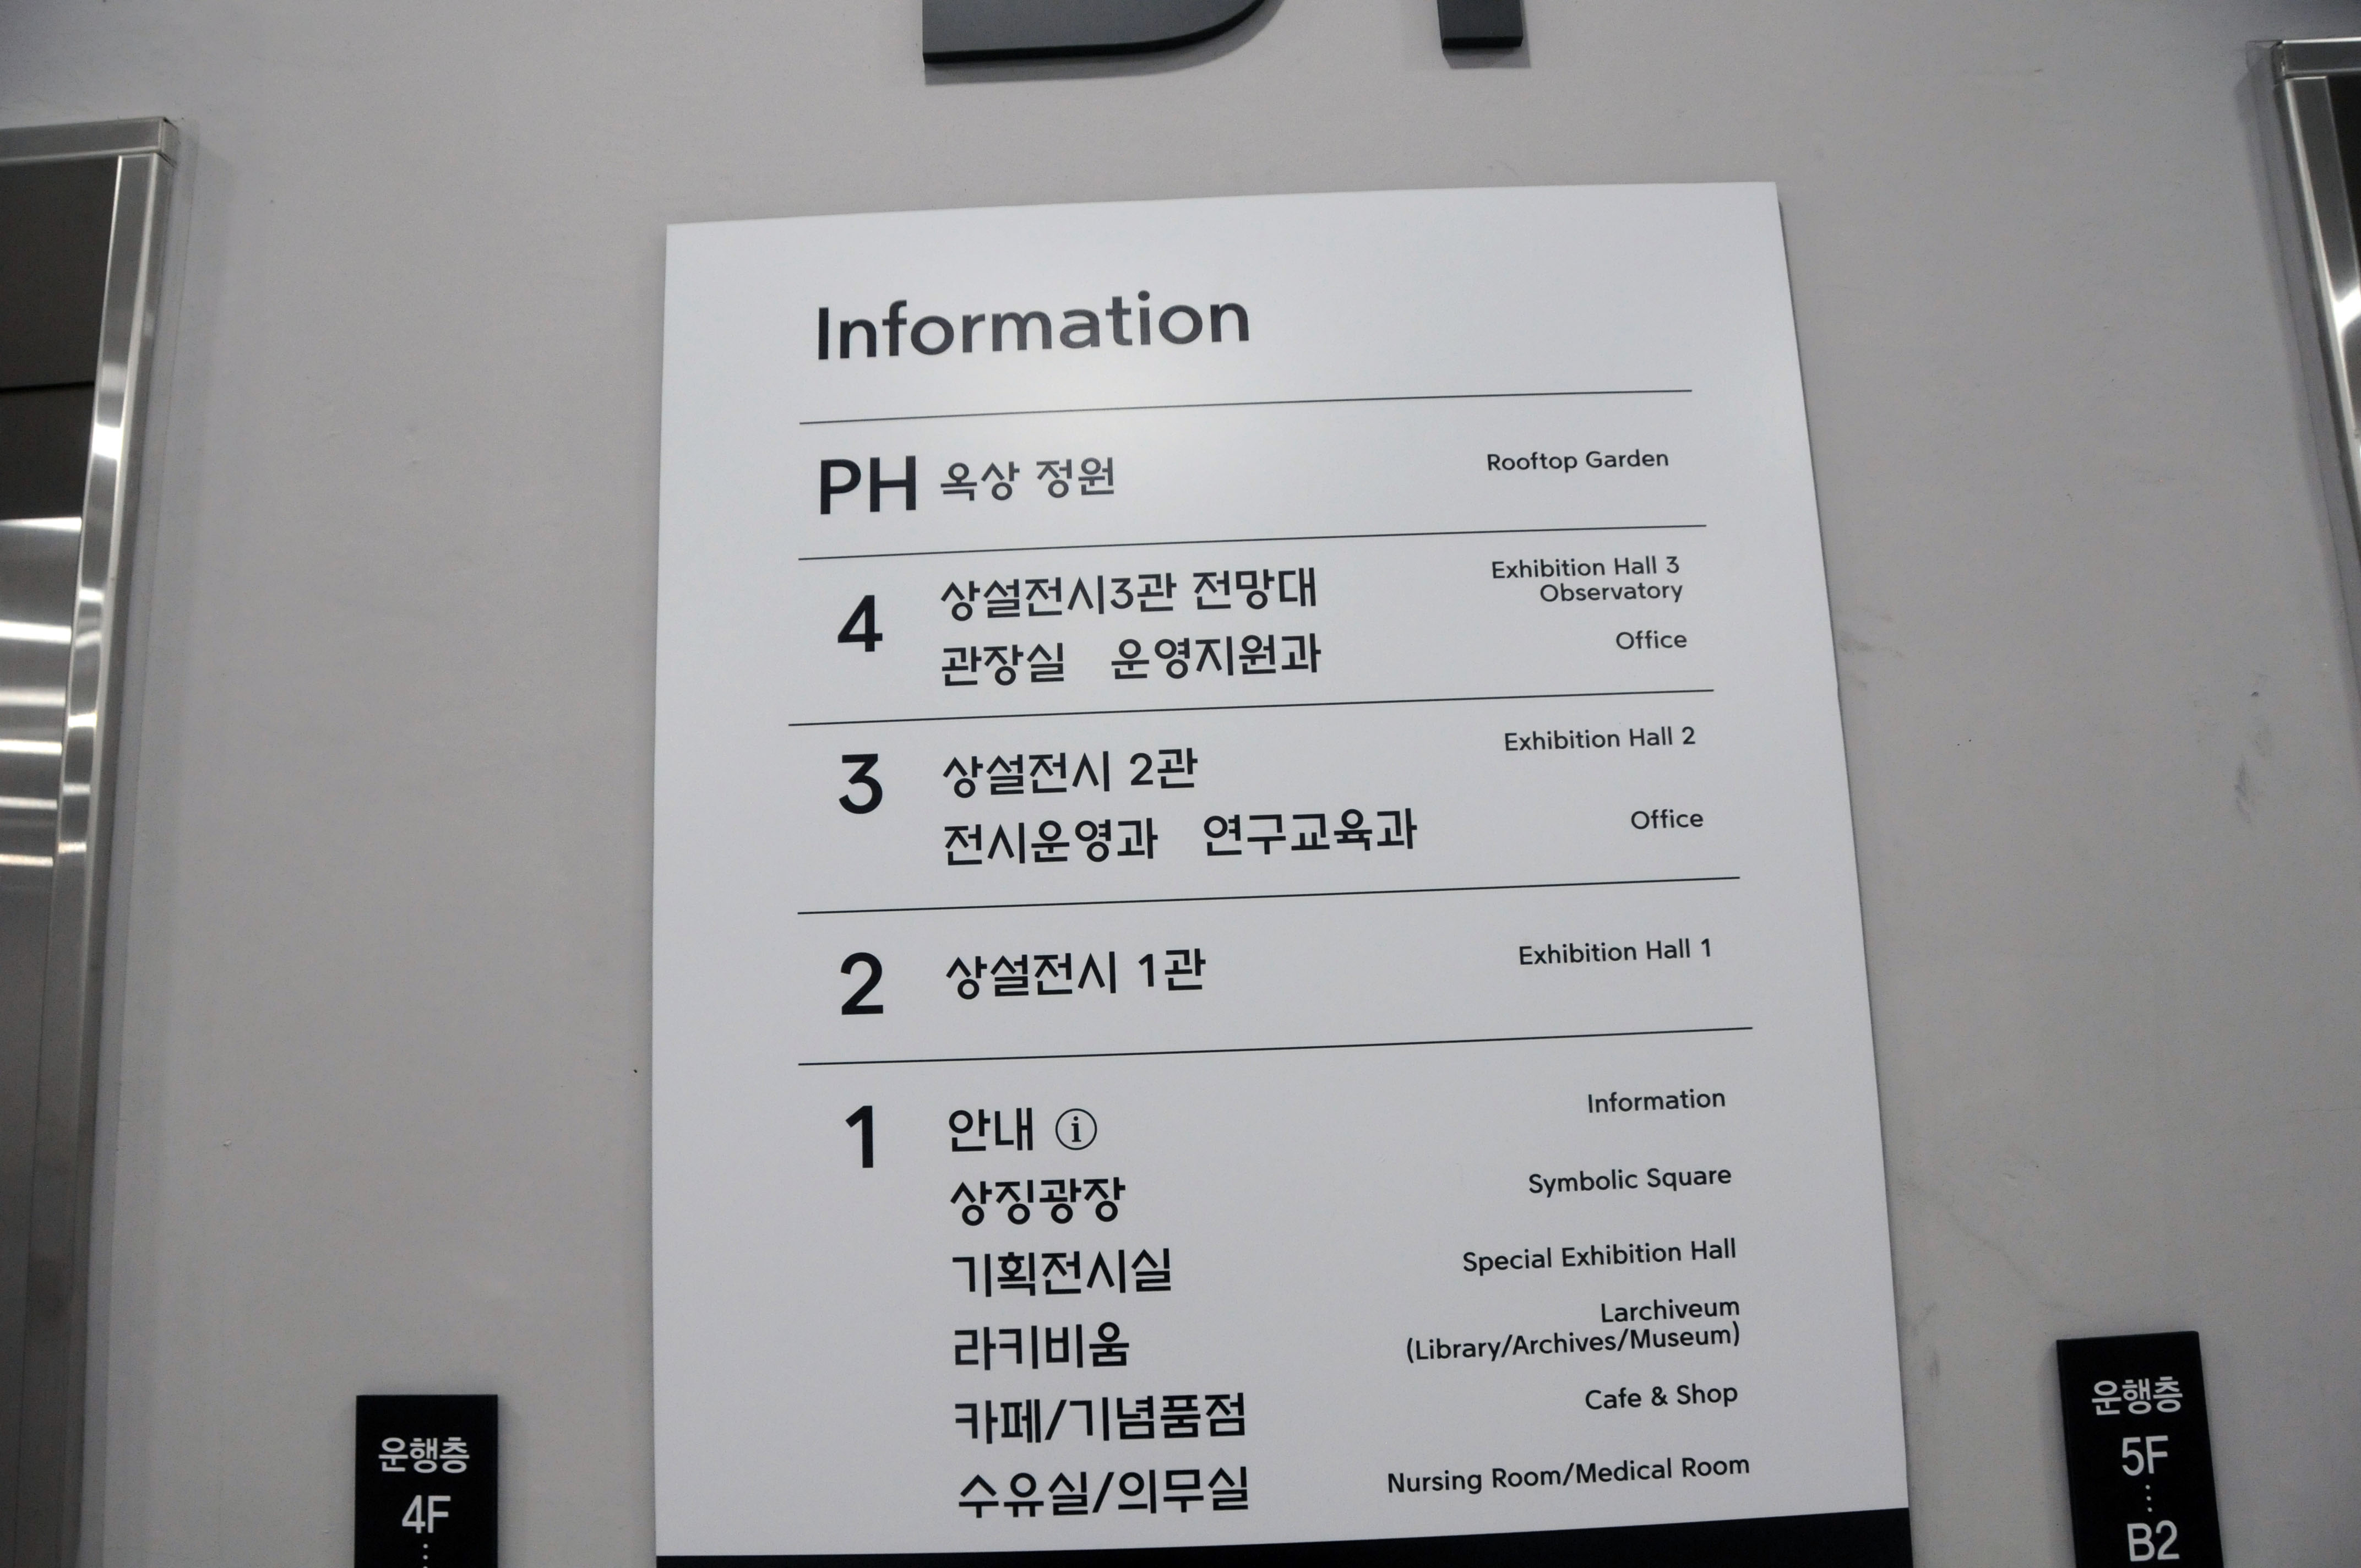 Information
PH 옥상 정원 Rooftop Garden
4 상설전시3관 전망대 Exhibition Hall 3 Observatory
관장실 운영지원과 Office
3 상설전시 2관 Exhibition Hall 2
전시운영과 연구교육과 Office
2 상설전시 1관 Exhibition Hall 1
1 안내 i Information
상징광장 Symbolic Square
기획전시실 Special Exhibition Hall
라키비움 Larchiveum (Library/Archives/Museum)
카페/기념품점 Cafe & Shop
수유실/의무실 Nursing Room/Medical Room
운행층
4F
운행층
5F
B2